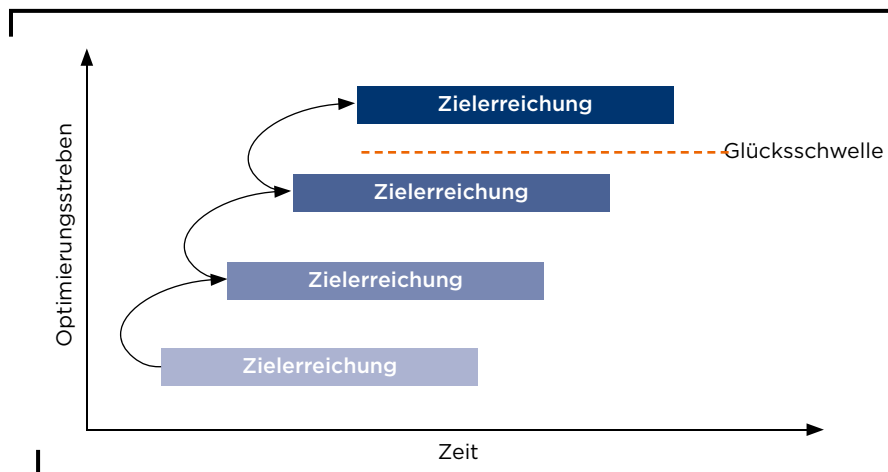 Zielerreichung
Glücksschwelle
Zielerreichung
Zielerreichung
Zielerreichung
Optimierungsstreben
Zeit